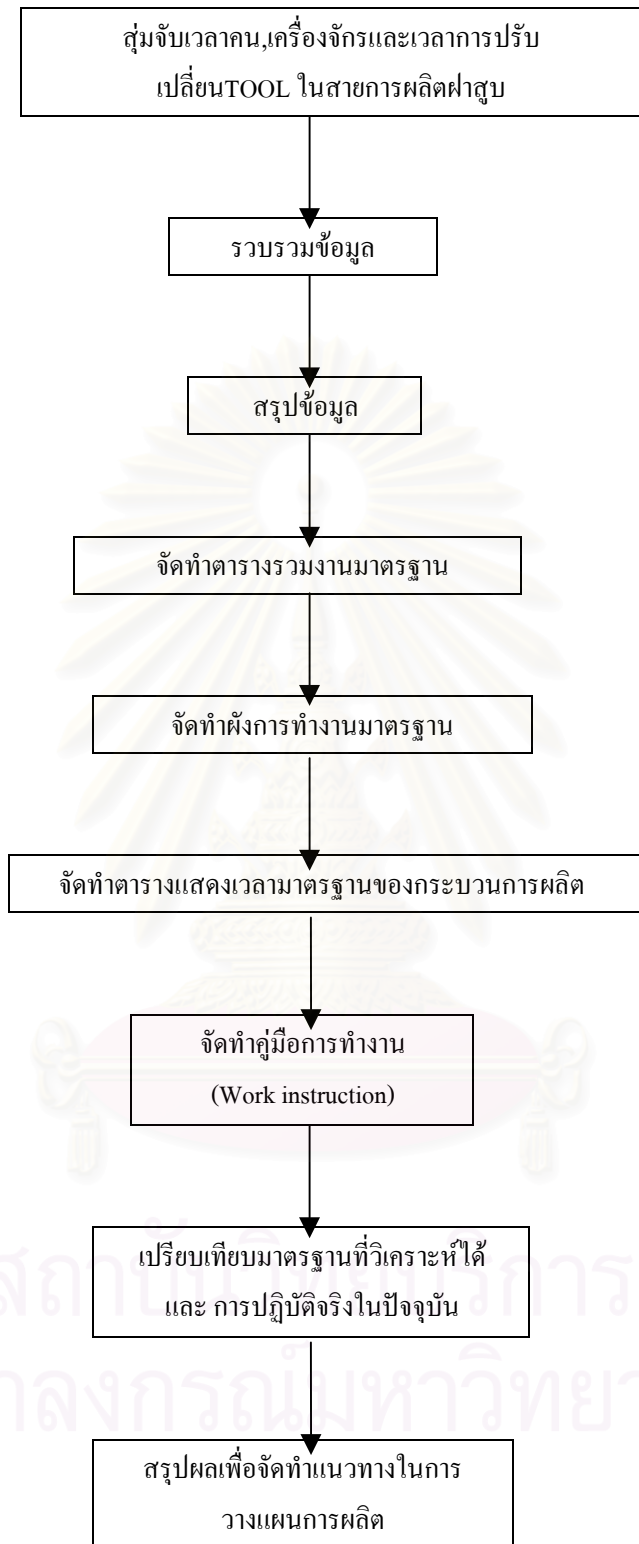 สุ่มจับเวลาคน,เครื่องจักรและเวลาการปรับ
เปลี่ยนTOOL ในสายการผลิตฝาสูบ
รวบรวมข้อมูล
สรุปข้อมูล
จัดทำตารางรวมงานมาตรฐาน
จัดทำผังการทำงานมาตรฐาน
จัดทำตารางแสดงเวลามาตรฐานของกระบวนการผลิต
จัดทำคู่มือการทำงาน
(Work instruction)
เปรียบเทียบมาตรฐานที่วิเคราะห์ได้
และ การปฏิบัติจริงในปัจจุบัน
สรุปผลเพื่อจัดทำแนวทางในการ
วางแผนการผลิต